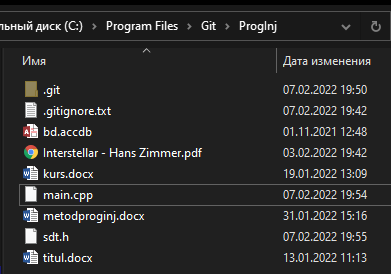 льный диск (C:) > Program Files > Git > ProgInj
Имя Дата изменения
.git 07.02.2022 19:50
.gitignore.txt 07.02.2022 19:42
bd.accdb 01.11.2021 12:48
Interstellar - Hans Zimmer.pdf 03.02.2022 19:42
kurs.docx 19.01.2022 13:09
main.cpp 07.02.2022 19:54
metodproginj.docx 31.01.2022 15:16
sdt.h 07.02.2022 19:55
titul.docx 13.01.2022 11:13